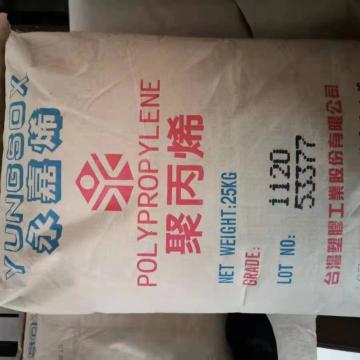 YUNGSOX
永嘉烯
POLYPROPYLENE
聚丙烯
NET WEIGHT:25KG
GRADE: 1120
LOT NO: 53377
台灣塑膠工業股份有限公司